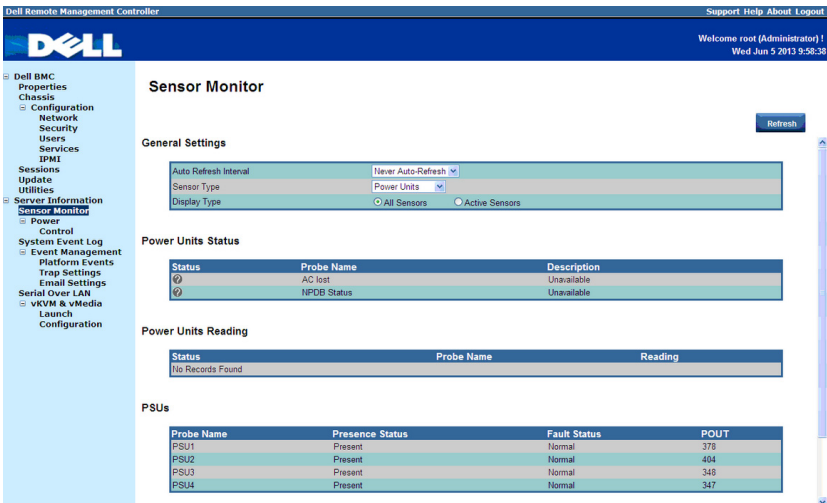 Dell Remote Management Controller
Support Help About Logout
DELL
Welcome root (Administrator) !
Wed Jun 5 2013 9:58:38
Dell BMC
Properties
Chassis
Configuration
Network
Security
Users
Services
IPMI
Sessions
Update
Utilities
Server Information
Sensor Monitor
Power
Control
System Event Log
Event Management
Platform Events
Trap Settings
Email Settings
Serial Over LAN
vKVM & vMedia
Launch
Configuration
Sensor Monitor
Refresh
General Settings
Auto Refresh Interval Never Auto-Refresh
Sensor Type Power Units
Display Type All Sensors Active Sensors
Power Units Status
Status Probe Name Description
AC lost Unavailable
NPDB Status Unavailable
Power Units Reading
Status Probe Name Reading
No Records Found
PSUs
Probe Name Presence Status Fault Status POUT
PSU1 Present Normal 378
PSU2 Present Normal 404
PSU3 Present Normal 348
PSU4 Present Normal 347